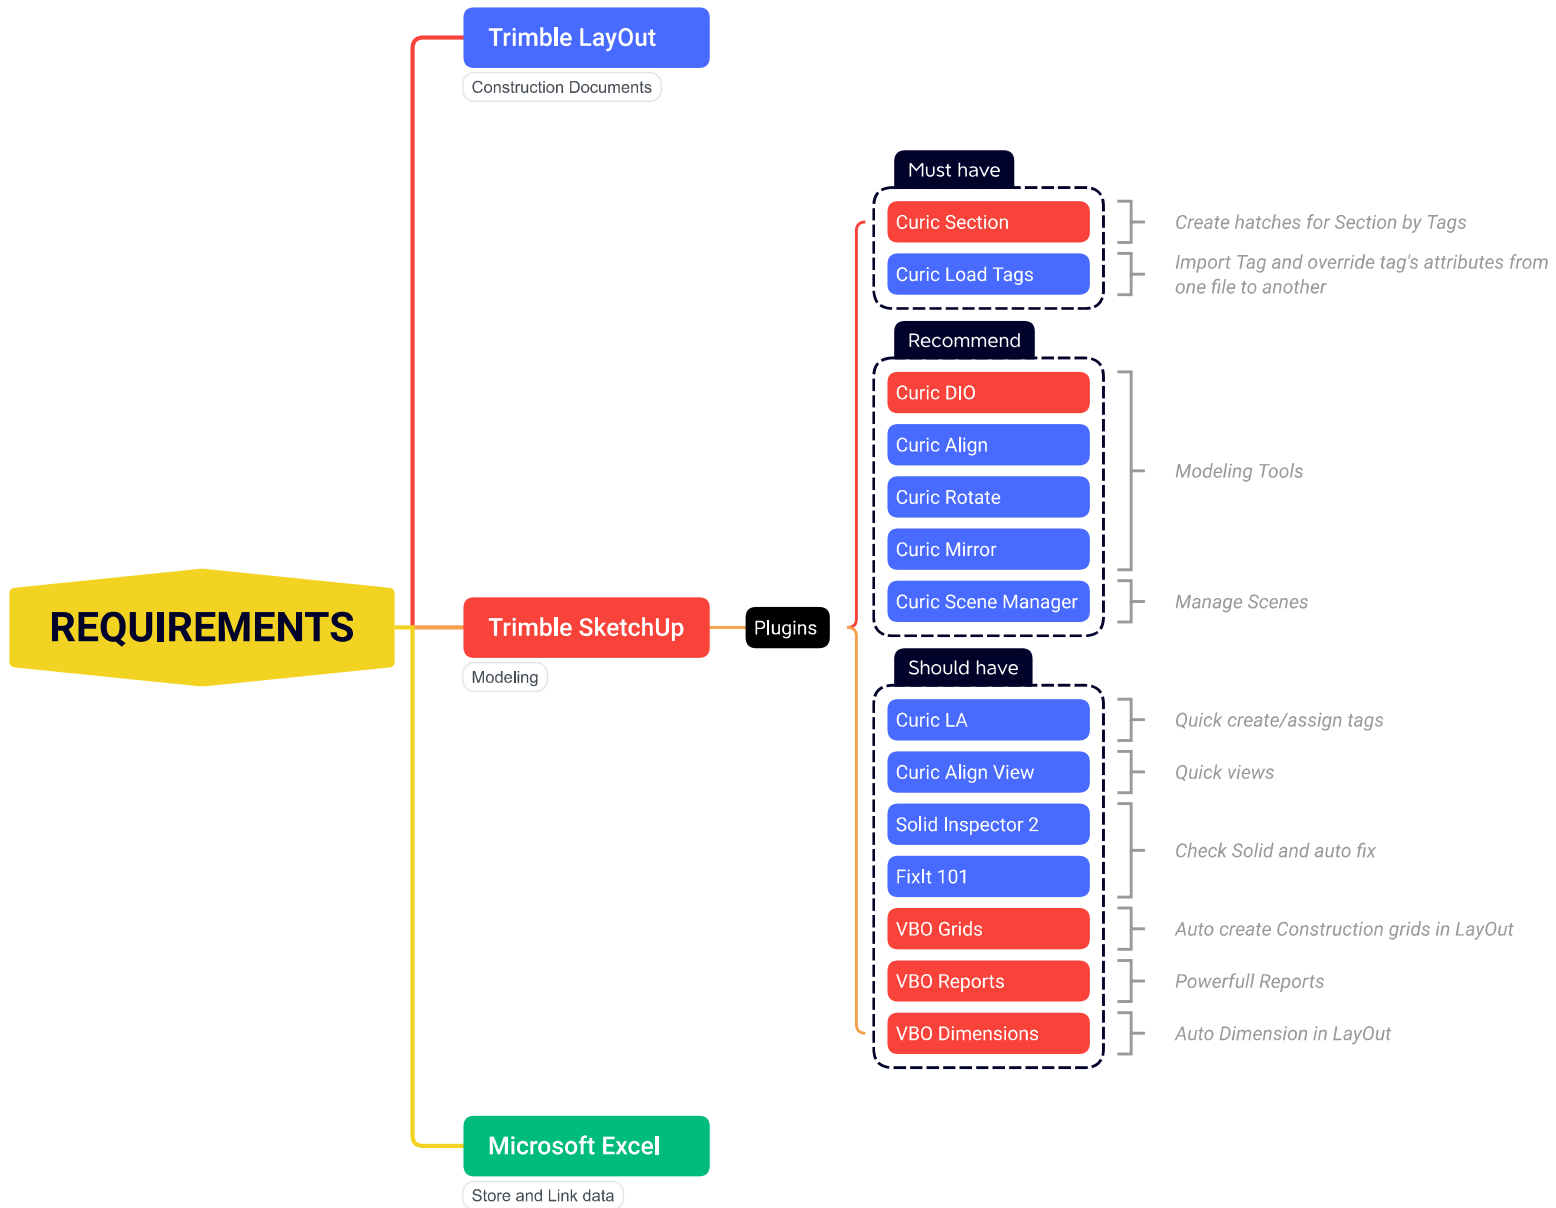 REQUIREMENTS
Trimble LayOut
Construction Documents
Trimble SketchUp
Modeling
Plugins
Must have
Curic Section
Create hatches for Section by Tags
Curic Load Tags
Import Tag and override tag's attributes from
one file to another
Recommend
Curic DIO
Curic Align
Curic Rotate
Curic Mirror
Modeling Tools
Curic Scene Manager
Manage Scenes
Should have
Curic LA
Quick create/assign tags
Curic Align View
Quick views
Solid Inspector 2
FixIt 101
Check Solid and auto fix
VBO Grids
Auto create Construction grids in LayOut
VBO Reports
Powerfull Reports
VBO Dimensions
Auto Dimension in LayOut
Microsoft Excel
Store and Link data